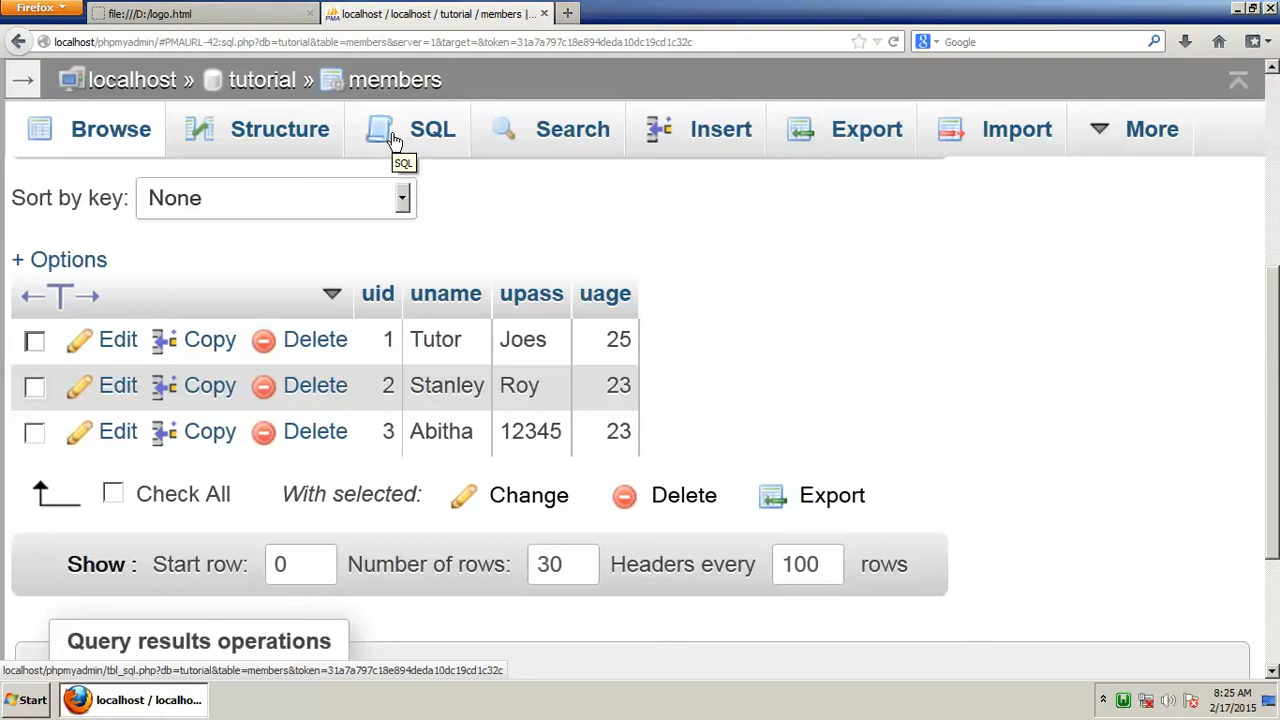 Firefox
file:///D:/logo.html
localhost / localhost / tutorial / members |...
localhost/phpmyadmin/#PMAURL-42:sql.php?db=tutorial&table=members&server=1&target=&token=31a7a797c18e894deda10dc19cd1c32c
Google
localhost » tutorial » members
Browse Structure SQL Search Insert Export Import More
SQL
Sort by key: None
+ Options
uid uname upass uage
Edit Copy Delete 1 Tutor Joes 25
Edit Copy Delete 2 Stanley Roy 23
Edit Copy Delete 3 Abitha 12345 23
Check All With selected: Change Delete Export
Show : Start row: 0 Number of rows: 30 Headers every 100 rows
Query results operations
localhost/phpmyadmin/tbl_sql.php?db=tutorial&table=members&token=31a7a797c18e894deda10dc19cd1c32c
Start localhost / localho...
8:25 AM
2/17/2015